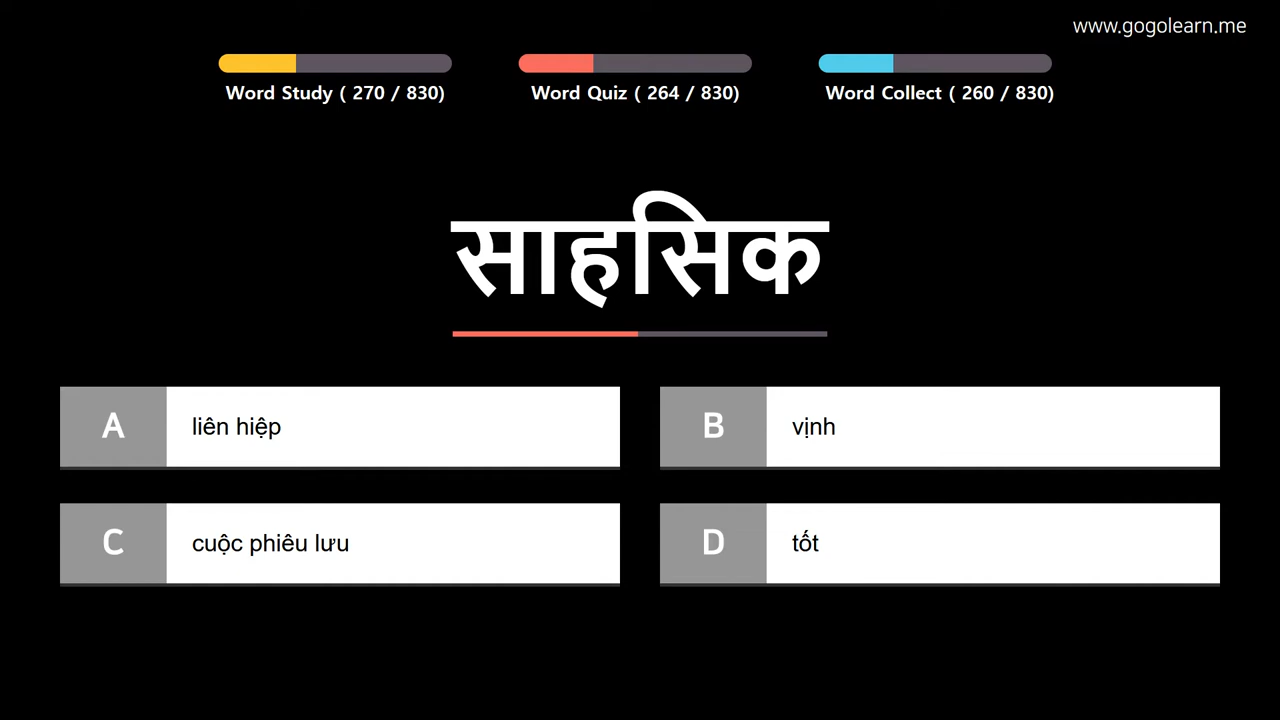 www.gogolearn.me
Word Study ( 270 / 830)
Word Quiz ( 264 / 830)
Word Collect ( 260 / 830)
साहसिक
A
liên hiệp
B
vịnh
C
cuộc phiêu lưu
D
tốt